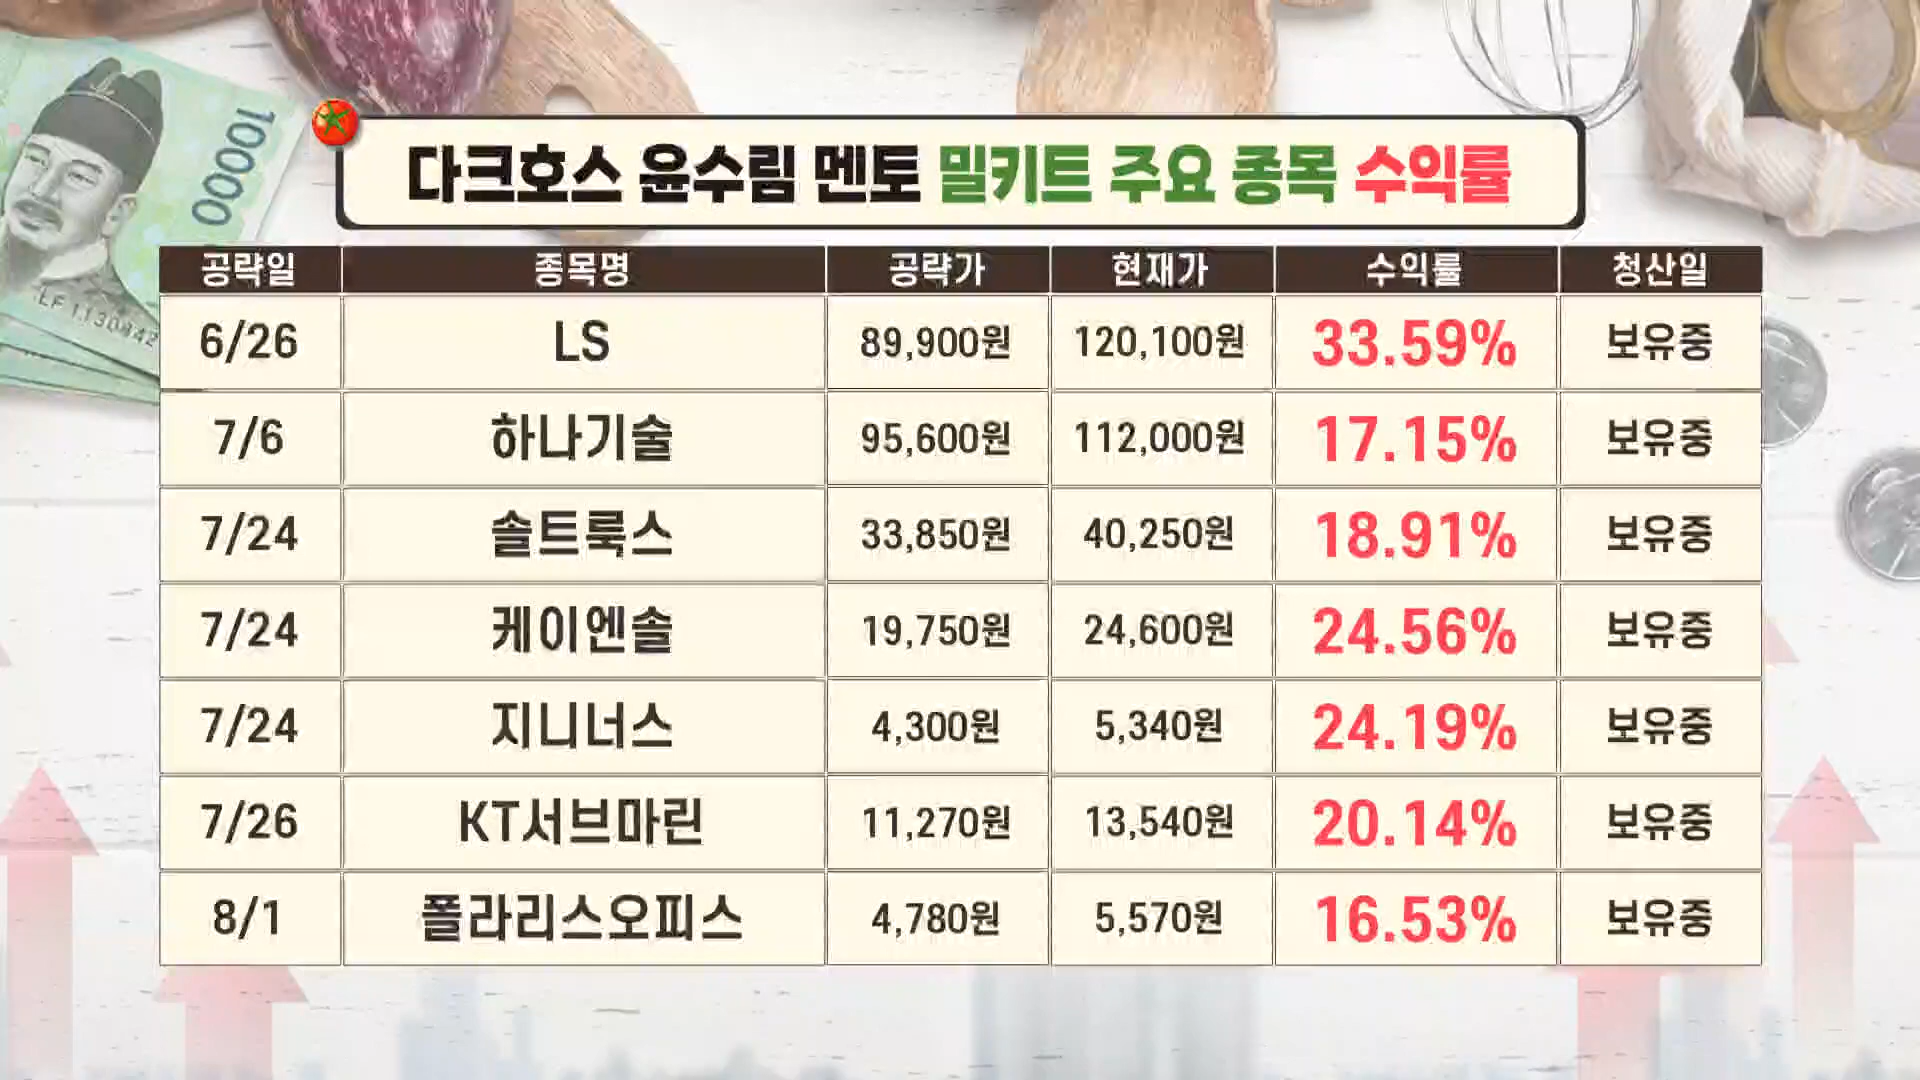 다크호스 윤수림 멘토 밀키트 주요 종목 수익률
공략일 종목명 공략가 현재가 수익률 청산일
6/26 LS 89,900원 120,100원 33.59% 보유중
7/6 하나기술 95,600원 112,000원 17.15% 보유중
7/24 솔트룩스 33,850원 40,250원 18.91% 보유중
7/24 케이엔솔 19,750원 24,600원 24.56% 보유중
7/24 지니너스 4,300원 5,340원 24.19% 보유중
7/26 KT서브마린 11,270원 13,540원 20.14% 보유중
8/1 폴라리스오피스 4,780원 5,570원 16.53% 보유중
10000